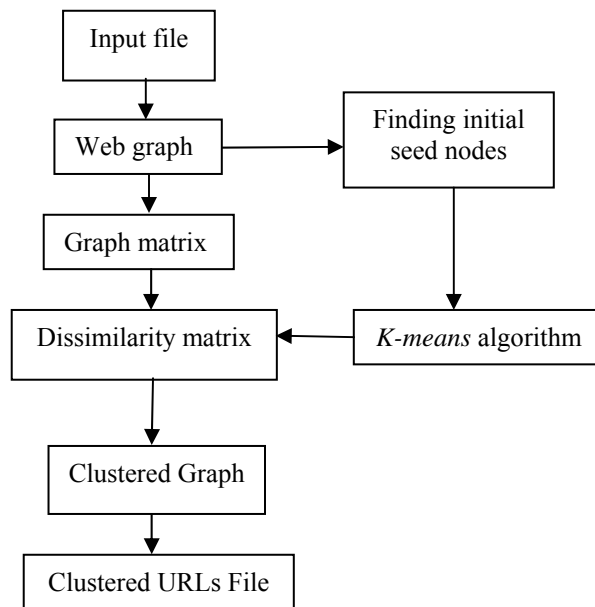 Input file
Web graph
Finding initial
seed nodes
Graph matrix
Dissimilarity matrix
K-means algorithm
Clustered Graph
Clustered URLs File